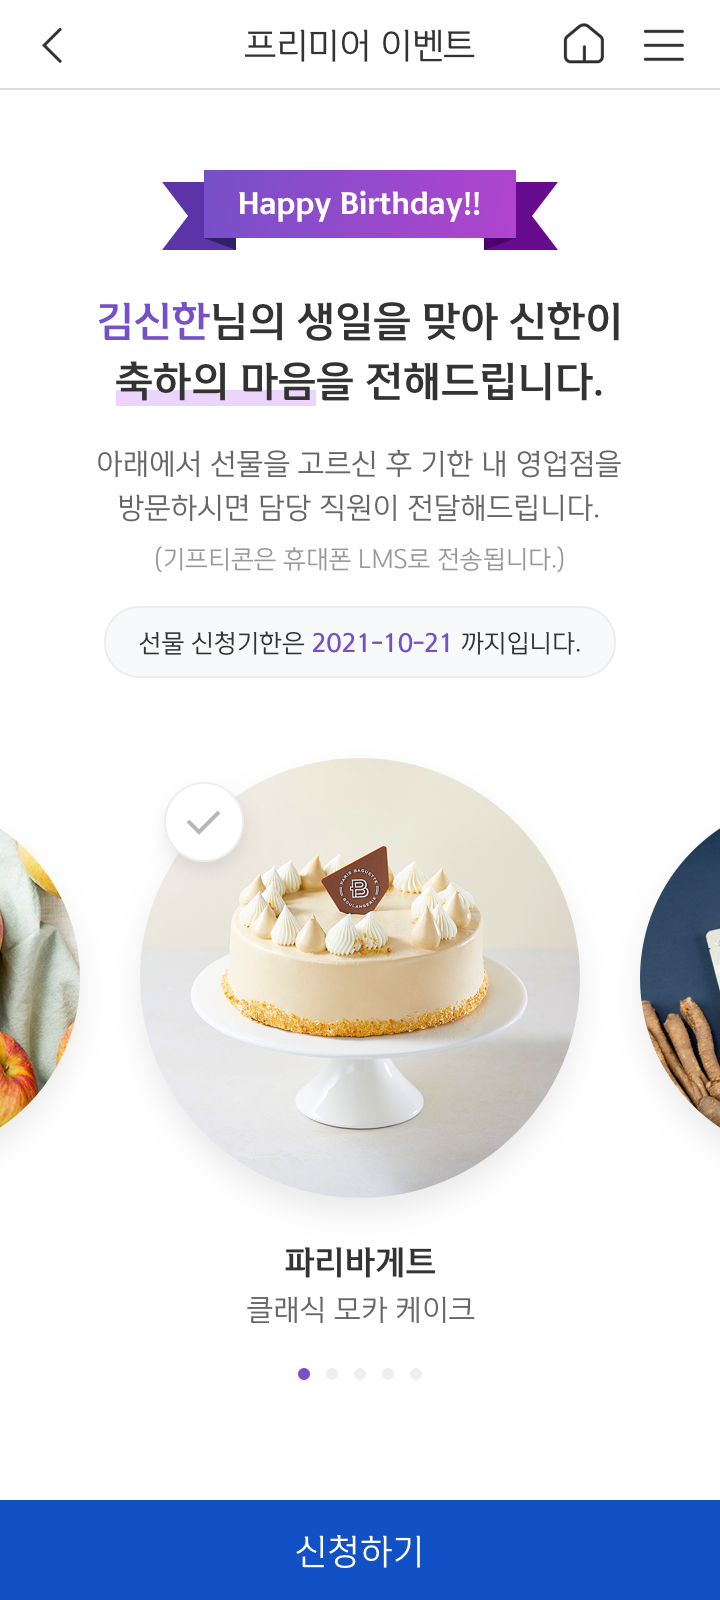 프리미어 이벤트
Happy Birthday!!
김신한님의 생일을 맞아 신한이
축하의 마음을 전해드립니다.
아래에서 선물을 고르신 후 기한 내 영업점을
방문하시면 담당 직원이 전달해드립니다.
(기프티콘은 휴대폰 LMS로 전송됩니다.)
선물 신청기한은 2021-10-21 까지입니다.
PARIS BAGUETTE
B
BOULANGERIE
파리바게트
클래식 모카 케이크
신청하기